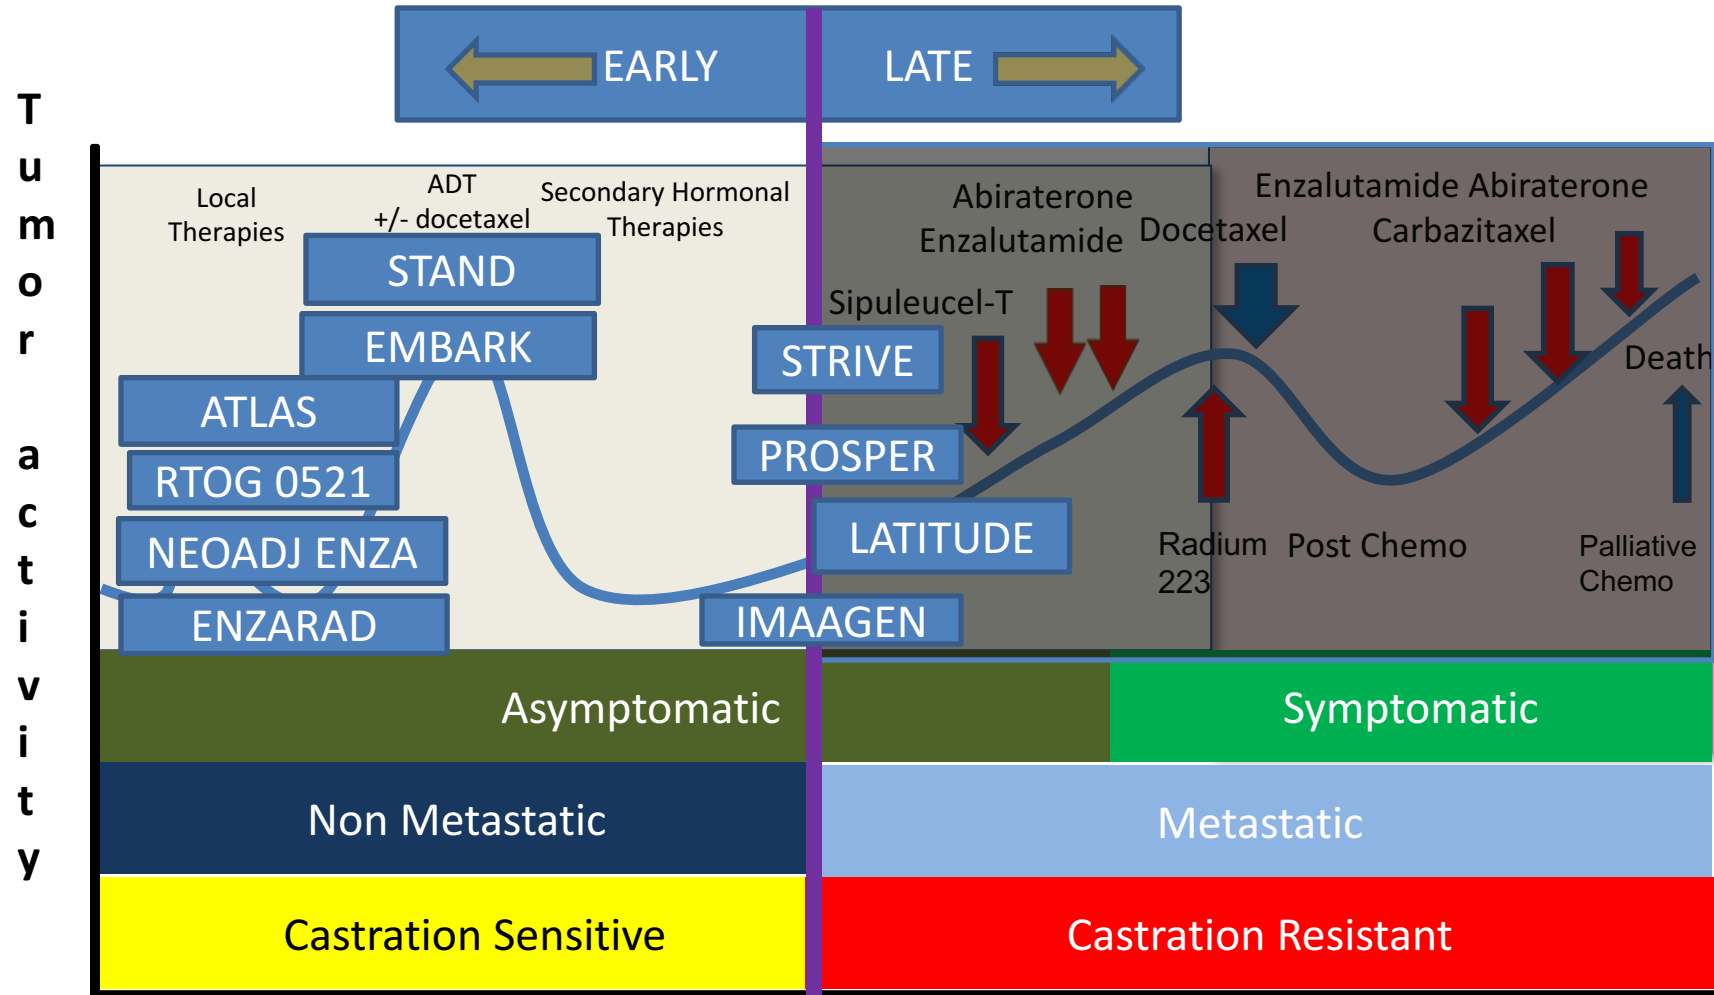 EARLY
LATE
Tumor activity
Local
Therapies
ADT
+/- docetaxel
Secondary Hormonal
Therapies
Abiraterone
Enzalutamide
Docetaxel
Enzalutamide Abiraterone
Carbazitaxel
Sipuleucel-T
STAND
EMBARK
STRIVE
Death
ATLAS
PROSPER
RTOG 0521
LATITUDE
NEOADJ ENZA
Radium
223
Post Chemo
Palliative
Chemo
ENZARAD
IMAAGEN
Asymptomatic
Symptomatic
Non Metastatic
Metastatic
Castration Sensitive
Castration Resistant